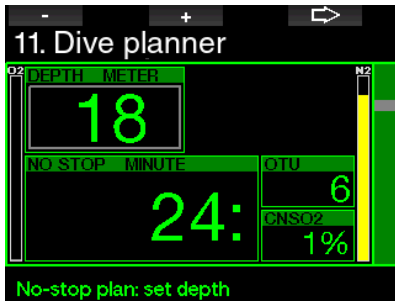 - +
11. Dive planner
O2 DEPTH METER N2
18
NO STOP MINUTE OTU
6
24:
CNSO2
1%
No-stop plan: set depth